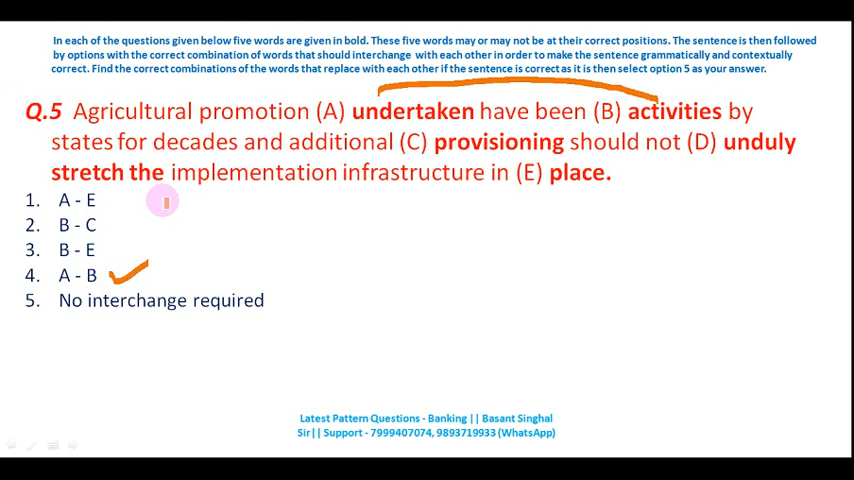 In each of the questions given below five words are given in bold. These five words may or may not be at their correct positions. The sentence is then followed
by options with the correct combination of words that should interchange with each other in order to make the sentence grammatically and contextually
correct. Find the correct combinations of the words that replace with each other if the sentence is correct as it is then select option 5 as your answer.
Q.5 Agricultural promotion (A) undertaken have been (B) activities by
states for decades and additional (C) provisioning should not (D) unduly
stretch the implementation infrastructure in (E) place.
1. A - E
2. B - C
3. B - E
4. A - B
5. No interchange required
Latest Pattern Questions - Banking || Basant Singhal
Sir|| Support - 7999407074, 9893719933 (WhatsApp)